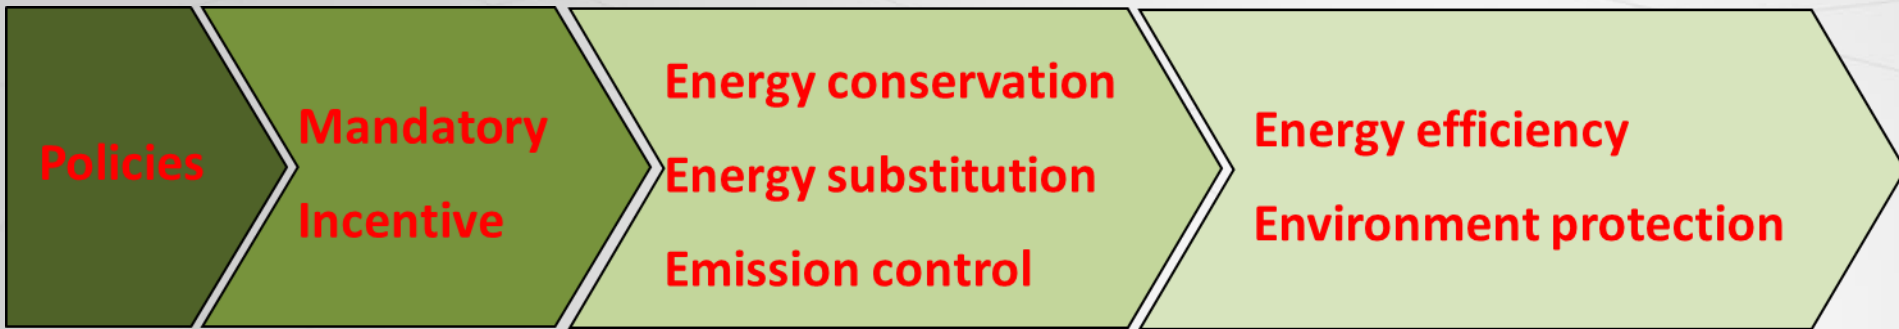 Policies
Mandatory
Incentive
Energy conservation
Energy substitution
Emission control
Energy efficiency
Environment protection